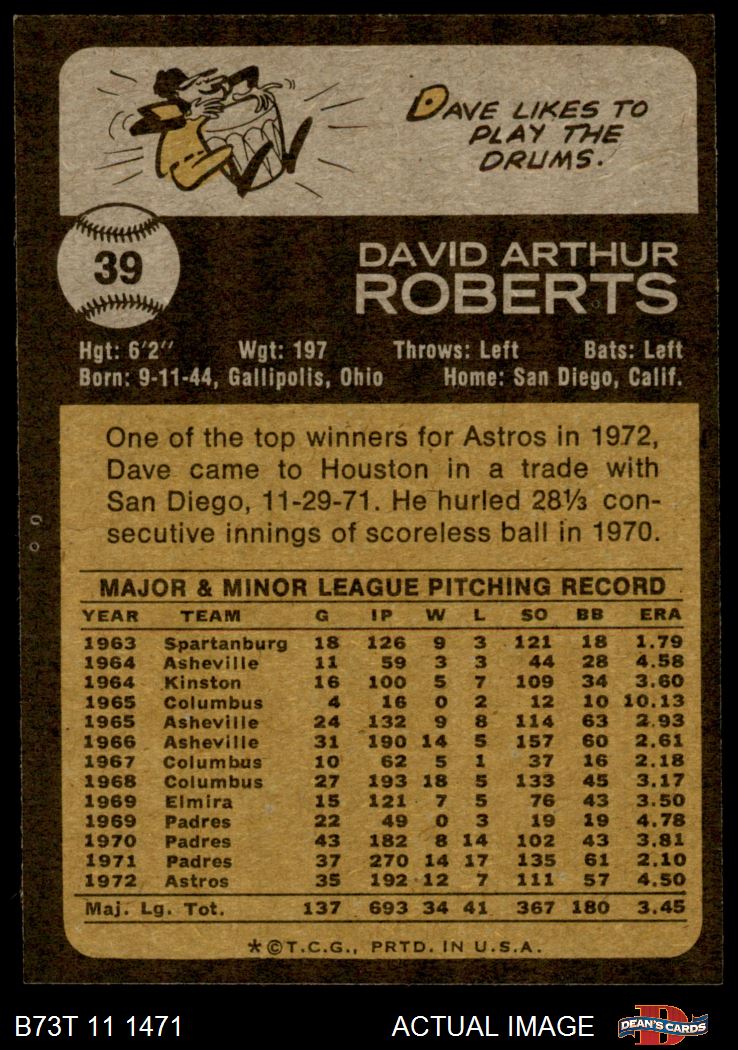 DAVE LIKES TO
PLAY THE
DRUMS.
39
DAVID ARTHUR
ROBERTS
Hgt: 6'2" Wgt: 197 Throws: Left Bats: Left
Born: 9-11-44, Gallipolis, Ohio Home: San Diego, Calif.
One of the top winners for Astros in 1972,
Dave came to Houston in a trade with
San Diego, 11-29-71. He hurled 28⅓ con-
secutive innings of scoreless ball in 1970.
MAJOR & MINOR LEAGUE PITCHING RECORD
YEAR TEAM G IP W L SO BB ERA
1963 Spartanburg 18 126 9 3 121 18 1.79
1964 Asheville 11 59 3 3 44 28 4.58
1964 Kinston 16 100 5 7 109 34 3.60
1965 Columbus 4 16 0 2 12 10 10.13
1965 Asheville 24 132 9 8 114 63 2.93
1966 Asheville 31 190 14 5 157 60 2.61
1967 Columbus 10 62 5 1 37 16 2.18
1968 Columbus 27 193 18 5 133 45 3.17
1969 Elmira 15 121 7 5 76 43 3.50
1969 Padres 22 49 0 3 19 19 4.78
1970 Padres 43 182 8 14 102 43 3.81
1971 Padres 37 270 14 17 135 61 2.10
1972 Astros 35 192 12 7 111 57 4.50
Maj. Lg. Tot. 137 693 34 41 367 180 3.45
*©T.C.G., PRTD. IN U.S.A.
B73T 11 1471 ACTUAL IMAGE DEAN'S CARDS